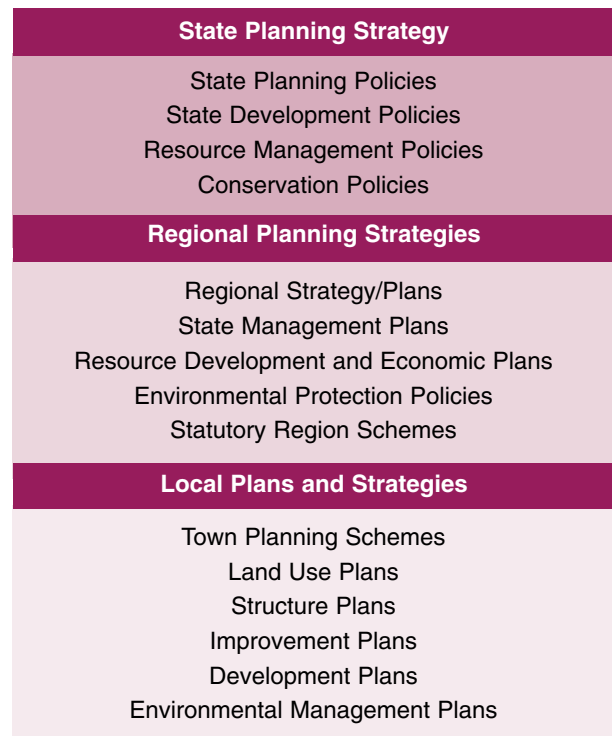 State Planning Strategy
State Planning Policies
State Development Policies
Resource Management Policies
Conservation Policies
Regional Planning Strategies
Regional Strategy/Plans
State Management Plans
Resource Development and Economic Plans
Environmental Protection Policies
Statutory Region Schemes
Local Plans and Strategies
Town Planning Schemes
Land Use Plans
Structure Plans
Improvement Plans
Development Plans
Environmental Management Plans